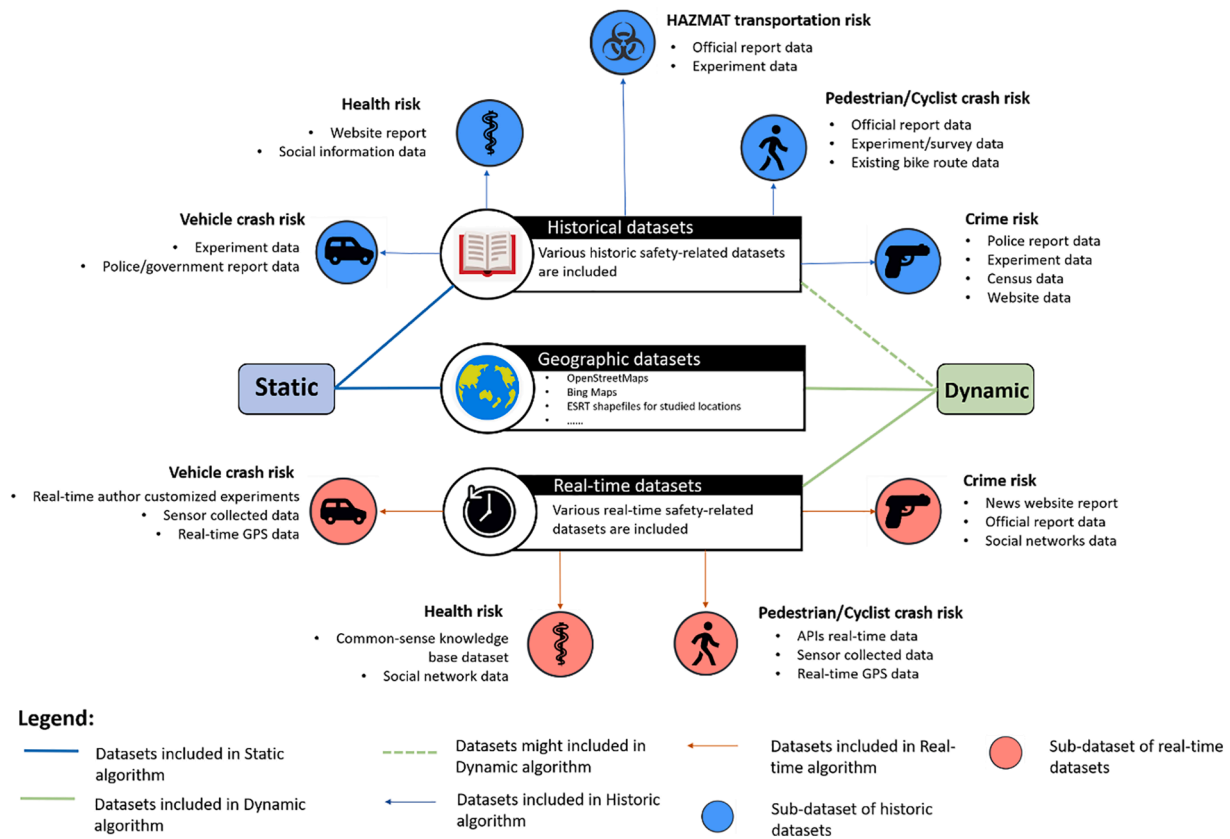 HAZMAT transportation risk
• Official report data
• Experiment data
Health risk
• Website report
• Social information data
Pedestrian/Cyclist crash risk
• Official report data
• Experiment/survey data
• Existing bike route data
Vehicle crash risk
• Experiment data
• Police/government report data
Historical datasets
Various historic safety-related datasets
are included
Crime risk
• Police report data
• Experiment data
• Census data
• Website data
Static
Geographic datasets
• OpenStreetMaps
• Bing Maps
• ESRT shapefiles for studied locations
• ......
Dynamic
Vehicle crash risk
• Real-time author customized experiments
• Sensor collected data
• Real-time GPS data
Real-time datasets
Various real-time safety-related
datasets are included
Crime risk
• News website report
• Official report data
• Social networks data
Health risk
• Common-sense knowledge
base dataset
• Social network data
Pedestrian/Cyclist crash risk
• APIs real-time data
• Sensor collected data
• Real-time GPS data
Legend:
Datasets included in Static
algorithm
Datasets might included in
Dynamic algorithm
Datasets included in Real-
time algorithm
Sub-dataset of real-time
datasets
Datasets included in Dynamic
algorithm
Datasets included in Historic
algorithm
Sub-dataset of historic
datasets